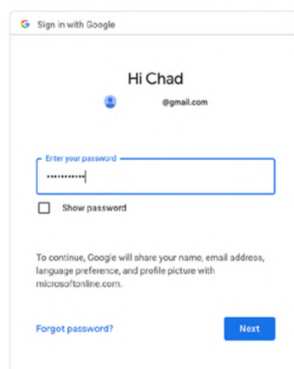 Sign in with Google
Hi Chad
@gmail.com
Enter your password
•••••••••••
Show password
To continue, Google will share your name, email address,
language preference, and profile picture with
microsoftonline.com.
Forgot password?
Next